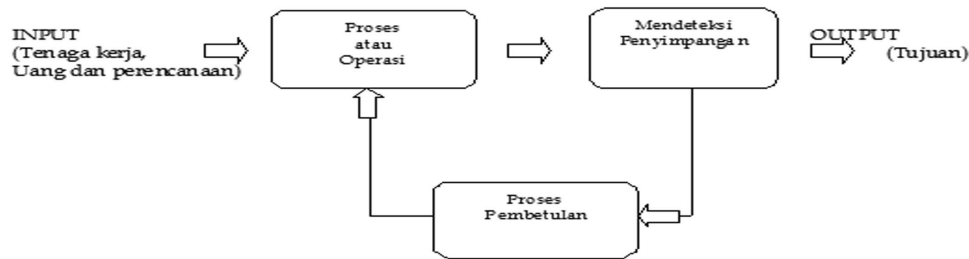 INPUT
(Tenaga kerja,
Uang dan perencanaan)
Proses
atau
Operasi
Mendeteksi
Penyimpangan
OUTPUT
(Tujuan)
Proses
Pembetulan